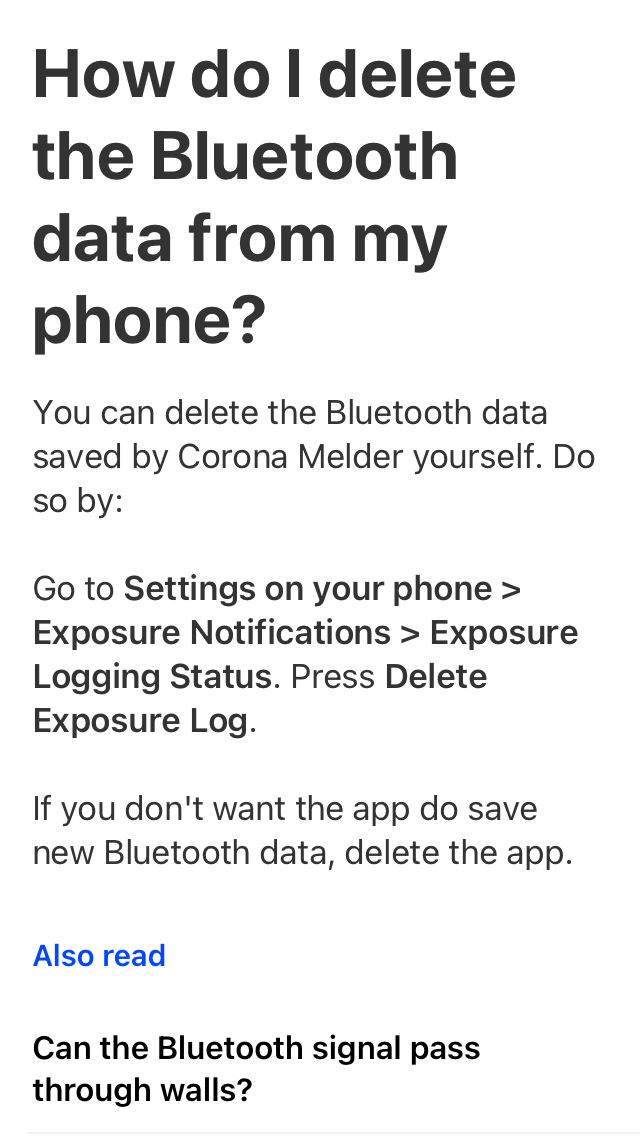 How do I delete
the Bluetooth
data from my
phone?
You can delete the Bluetooth data
saved by Corona Melder yourself. Do
so by:
Go to Settings on your phone >
Exposure Notifications > Exposure
Logging Status. Press Delete
Exposure Log.
If you don't want the app do save
new Bluetooth data, delete the app.
Also read
Can the Bluetooth signal pass
through walls?